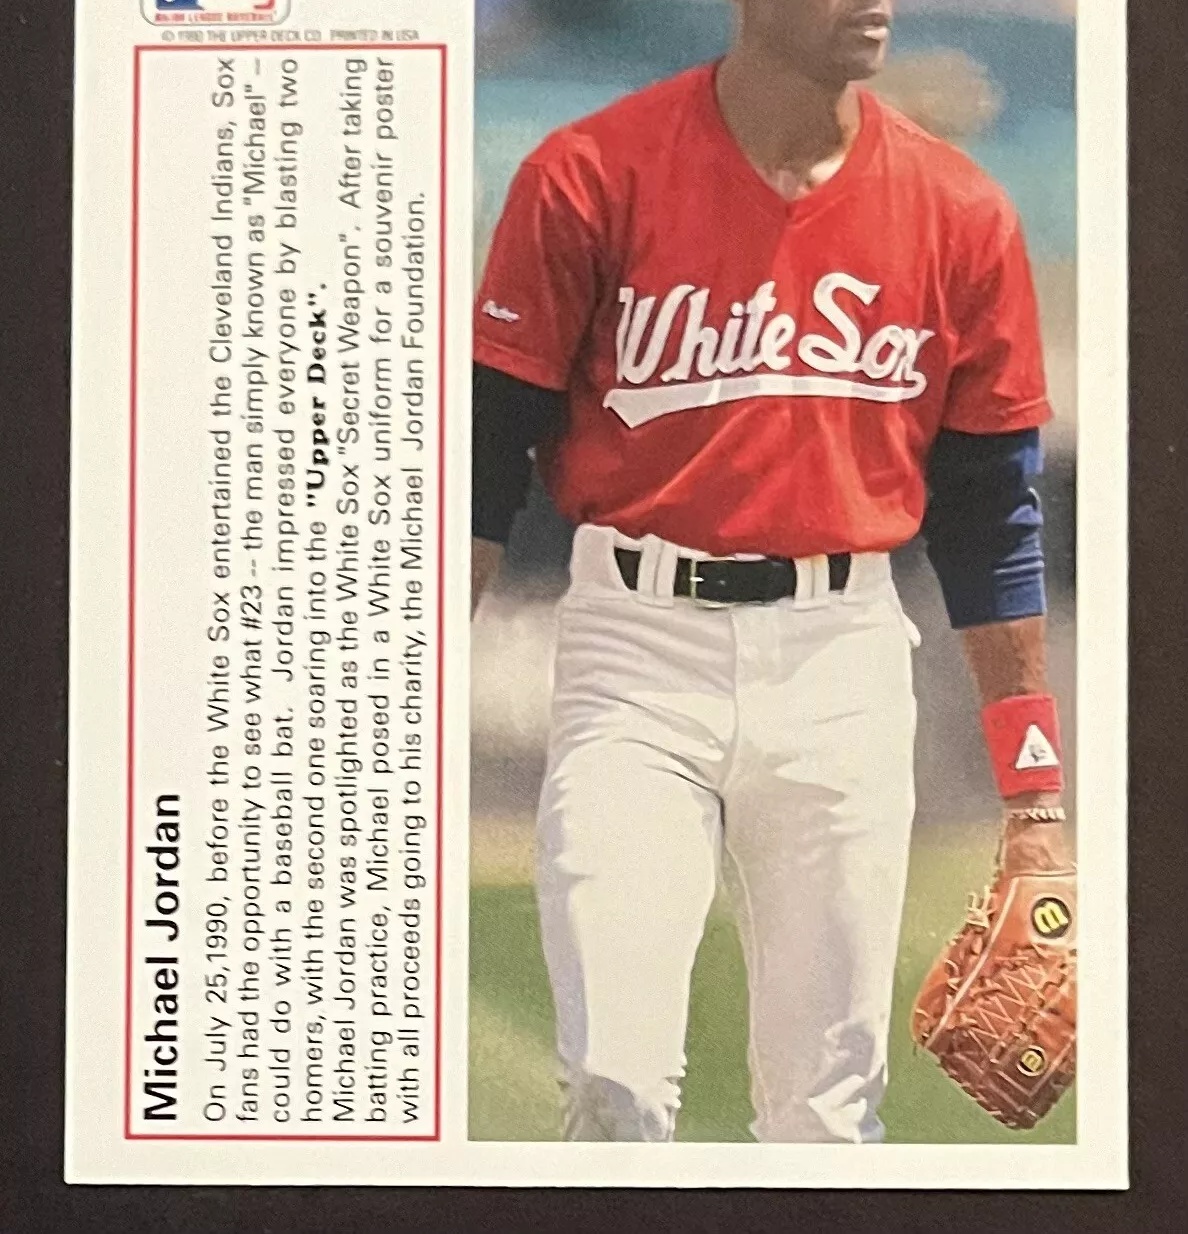 MAJOR LEAGUE BASEBALL
THE UPPER DECK CO. PRINTED IN USA
Michael Jordan
On July 25,1990, before the White Sox entertained the Cleveland Indians, Sox
fans had the opportunity to see what #23 -- the man simply known as "Michael" –
could do with a baseball bat. Jordan impressed everyone by blasting two
homers, with the second one soaring into the "Upper Deck".
Michael Jordan was spotlighted as the White Sox "Secret Weapon". After taking
batting practice, Michael posed in a White Sox uniform for a souvenir poster
with all proceeds going to his charity, the Michael Jordan Foundation.
White Sox